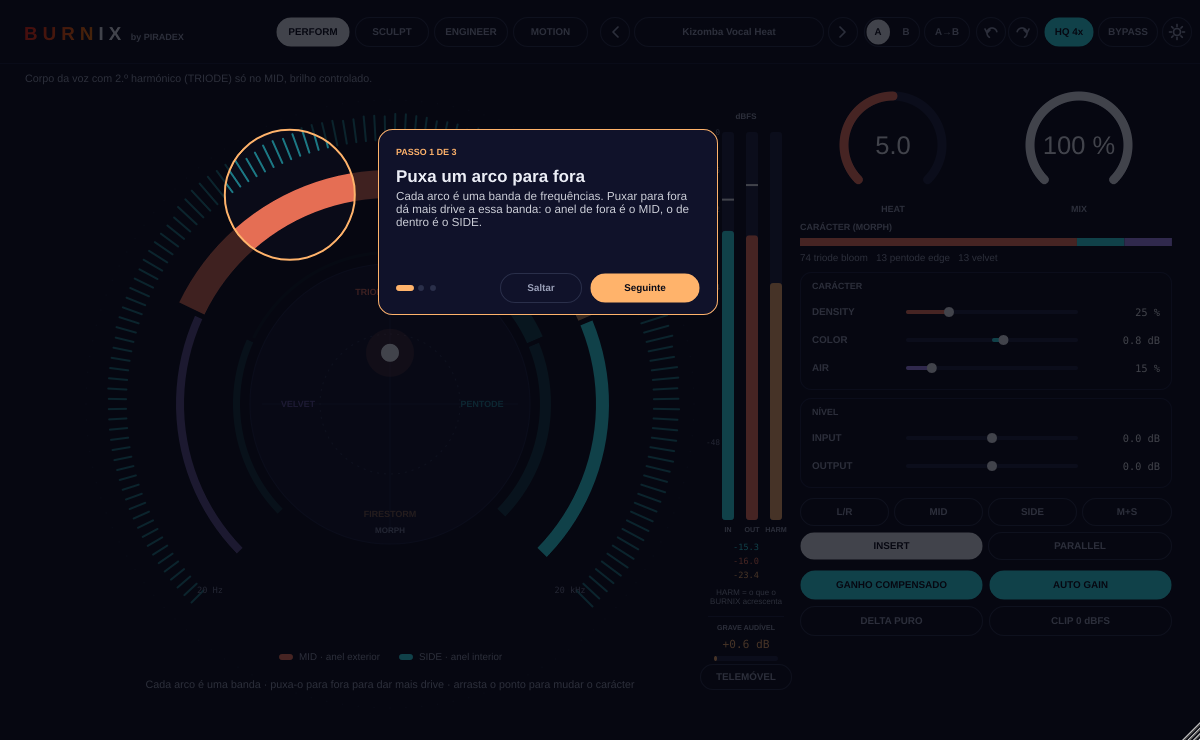 BURNIX by PIRADEX
PERFORM
SCULPT
ENGINEER
MOTION
Kizomba Vocal Heat
A
B
A→B
HQ 4x
BYPASS
Corpo da voz com 2.º harmónico (TRIODE) só no MID, brilho controlado.
PASSO 1 DE 3
Puxa um arco para fora
Cada arco é uma banda de frequências. Puxar para fora
dá mais drive a essa banda: o anel de fora é o MID, o de
dentro é o SIDE.
Saltar
Seguinte
VELVET
PENTODE
FIRESTORM
MORPH
20 Hz
20 kHz
MID · anel exterior
SIDE · anel interior
Cada arco é uma banda · puxa-o para fora para dar mais drive · arrasta o ponto para mudar o carácter
dBFS
-48
IN
OUT
HARM
-15.3
-16.0
-23.4
HARM = o que o
BURNIX acrescenta
GRAVE AUDÍVEL
+0.6 dB
TELEMÓVEL
5.0
100 %
HEAT
MIX
CARÁCTER (MORPH)
74 triode bloom 13 pentode edge 13 velvet
CARÁCTER
DENSITY
25 %
COLOR
0.8 dB
AIR
15 %
NÍVEL
INPUT
0.0 dB
OUTPUT
0.0 dB
L/R
MID
SIDE
M+S
INSERT
PARALLEL
GANHO COMPENSADO
AUTO GAIN
DELTA PURO
CLIP 0 dBFS